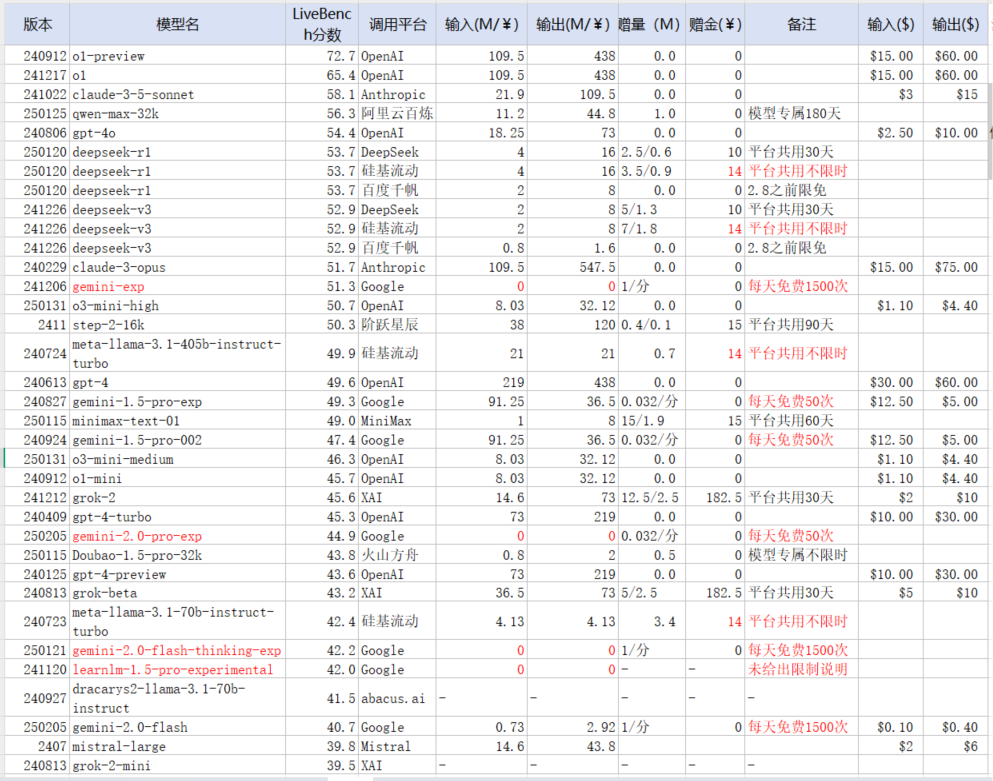 版本 模型名 LiveBench分数 调用平台 输入(M/¥) 输出(M/¥) 赠量 (M) 赠金(¥) 备注 输入($) 输出($)
240912 o1-preview 72.7 OpenAI 109.5 438 0.0 0 $15.00 $60.00
241217 o1 65.4 OpenAI 109.5 438 0.0 0 $15.00 $60.00
241022 claude-3-5-sonnet 58.1 Anthropic 21.9 109.5 0.0 0 $3 $15
250125 qwen-max-32k 56.3 阿里云百炼 11.2 44.8 1.0 0 模型专属180天
240806 gpt-4o 54.4 OpenAI 18.25 73 0.0 0 $2.50 $10.00
250120 deepseek-r1 53.7 DeepSeek 4 16 2.5/0.6 10 平台共用30天
250120 deepseek-r1 53.7 硅基流动 4 16 3.5/0.9 14 平台共用不限时
250120 deepseek-r1 53.7 百度千帆 2 8 0.0 0 2.8之前限免
241226 deepseek-v3 52.9 DeepSeek 2 8 5/1.3 10 平台共用30天
241226 deepseek-v3 52.9 硅基流动 2 8 7/1.8 14 平台共用不限时
241226 deepseek-v3 52.9 百度千帆 0.8 1.6 0.0 0 2.8之前限免
240229 claude-3-opus 51.7 Anthropic 109.5 547.5 0.0 0 $15.00 $75.00
241206 gemini-exp 51.3 Google 0 0 1/分 0 每天免费1500次
250131 o3-mini-high 50.7 OpenAI 8.03 32.12 0.0 0 $1.10 $4.40
2411 step-2-16k 50.3 阶跃星辰 38 120 0.4/0.1 15 平台共用90天
240724 meta-llama-3.1-405b-instruct-turbo 49.9 硅基流动 21 21 0.7 14 平台共用不限时
240613 gpt-4 49.6 OpenAI 219 438 0.0 0 $30.00 $60.00
240827 gemini-1.5-pro-exp 49.3 Google 91.25 36.5 0.032/分 0 每天免费50次 $12.50 $5.00
250115 minimax-text-01 49.0 MiniMax 1 8 15/1.9 15 平台共用60天
240924 gemini-1.5-pro-002 47.4 Google 91.25 36.5 0.032/分 0 每天免费50次 $12.50 $5.00
250131 o3-mini-medium 46.3 OpenAI 8.03 32.12 0.0 0 $1.10 $4.40
240912 o1-mini 45.7 OpenAI 8.03 32.12 0.0 0 $1.10 $4.40
241212 grok-2 45.6 XAI 14.6 73 12.5/2.5 182.5 平台共用30天 $2 $10
240409 gpt-4-turbo 45.3 OpenAI 73 219 0.0 0 $10.00 $30.00
250205 gemini-2.0-pro-exp 44.9 Google 0 0 0.032/分 0 每天免费50次
250115 Doubao-1.5-pro-32k 43.8 火山方舟 0.8 2 0.5 0 模型专属不限时
240125 gpt-4-preview 43.6 OpenAI 73 219 0.0 0 $10.00 $30.00
240813 grok-beta 43.2 XAI 36.5 73 5/2.5 182.5 平台共用30天 $5 $10
240723 meta-llama-3.1-70b-instruct-turbo 42.4 硅基流动 4.13 4.13 3.4 14 平台共用不限时
250121 gemini-2.0-flash-thinking-exp 42.2 Google 0 0 1/分 0 每天免费1500次
241120 learnlm-1.5-pro-experimental 42.0 Google 0 0 - - 未给出限制说明
240927 dracarys2-llama-3.1-70b-instruct 41.5 abacus.ai - - - - -
250205 gemini-2.0-flash 40.7 Google 0.73 2.92 1/分 0 每天免费1500次 $0.10 $0.40
2407 mistral-large 39.8 Mistral 14.6 43.8 $2 $6
240813 grok-2-mini 39.5 XAI - - - - -